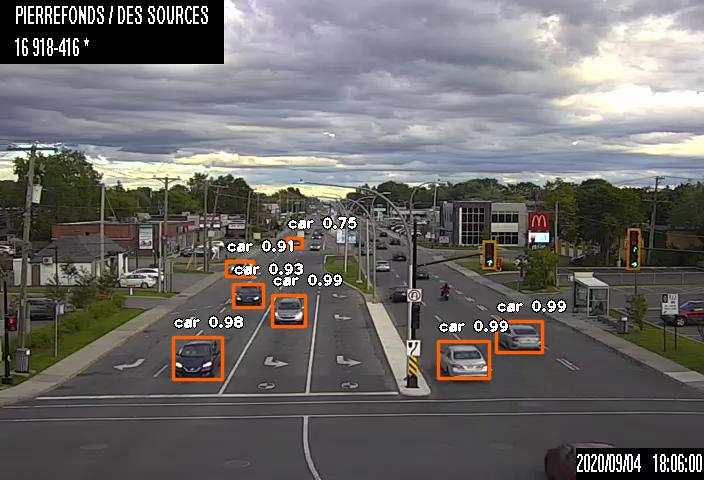 PIERREFONDS / DES SOURCES
16 918-416 *
car 0.75
car 0.91
car 0.93
car 0.99
car 0.98
car 0.99
car 0.99
2020/09/04 18:06:00